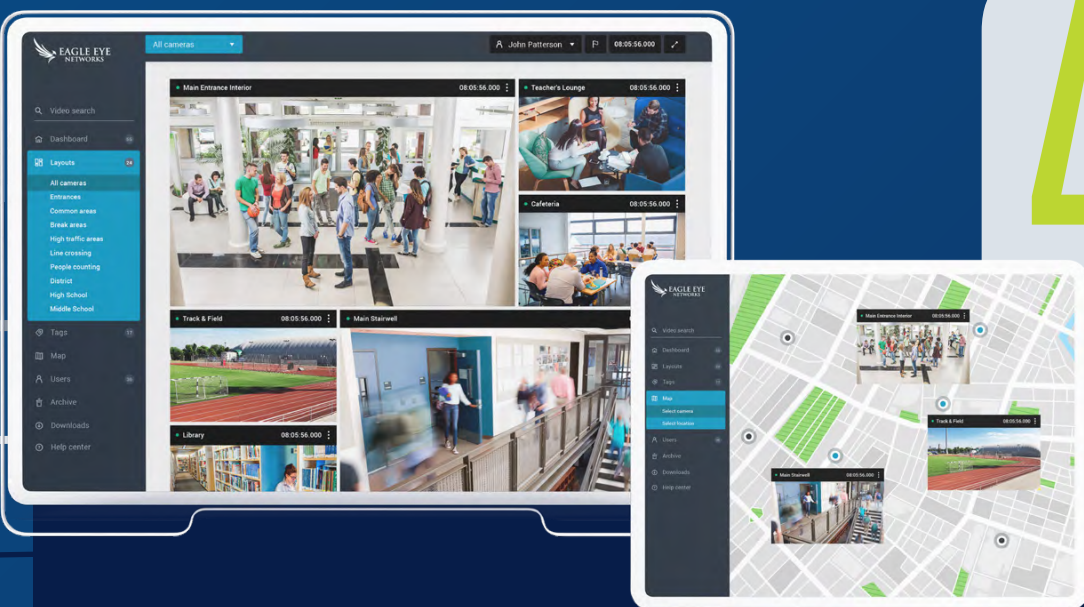 EAGLE EYE
NETWORKS
All cameras
John Patterson
08:05:56.000
Video search
Dashboard
Layouts
24
All cameras
Entrances
Common areas
Break areas
High traffic areas
Line crossing
People counting
District
High School
Middle School
Tags
17
Map
Users
Archive
Downloads
Help center
Main Entrance Interior 08:05:56.000
Teacher's Lounge 08:05:56.000
Cafeteria 08:05:56.000
Track & Field 08:05:56.000
Main Stairwell
Library 08:05:56.000
EAGLE EYE
NETWORKS
Video search
Dashboard
Layouts
Tags
Map
Select camera
Select location
Users
Archive
Downloads
Help center
Main Entrance Interior 08:05:56.000
Track & Field 08:05:56.000
Main Stairwell 08:05:56.000